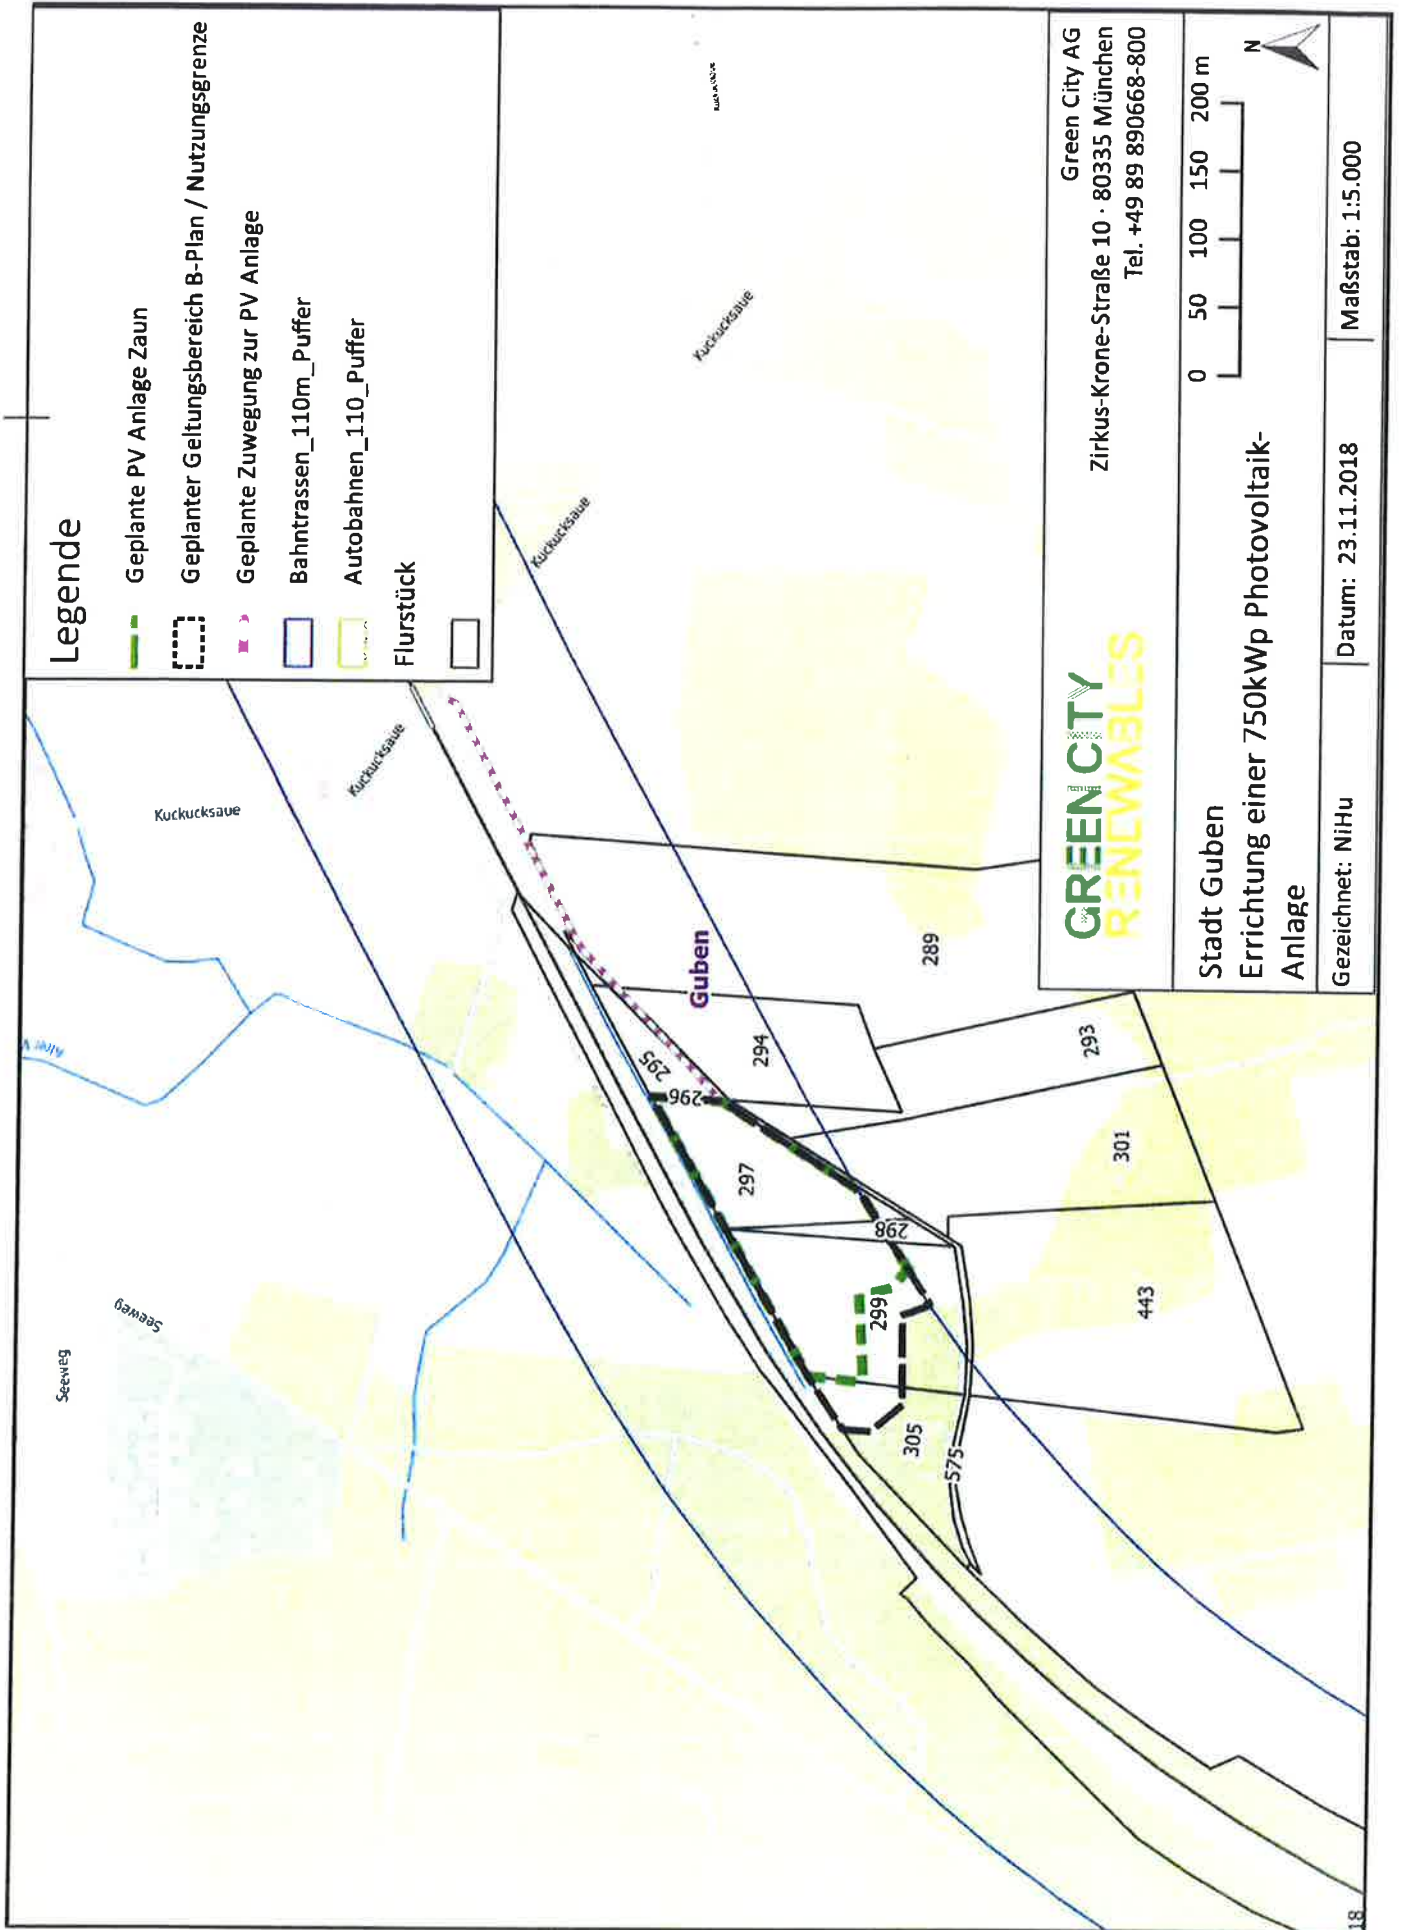 Legende
Geplante PV Anlage Zaun
Geplanter Geltungsbereich B-Plan / Nutzungsgrenze
Geplante Zuwegung zur PV Anlage
Bahntrassen_110m_Puffer
Autobahnen_110_Puffer
Flurstück
Seeweg
Seeweg
Kuckucksaue
Kuckucksaue
Kuckucksaue
Kuckucksaue
Guben
295
296
294
297
289
298
299
293
301
443
305
575
18
GREEN CITY
RENEWABLES
Green City AG
Zirkus-Krone-Straße 10 · 80335 München
Tel. +49 89 890668-800
Stadt Guben
Errichtung einer 750kWp Photovoltaik-
Anlage
0 50 100 150 200 m
N
Gezeichnet: NiHu
Datum: 23.11.2018
Maßstab: 1:5.000